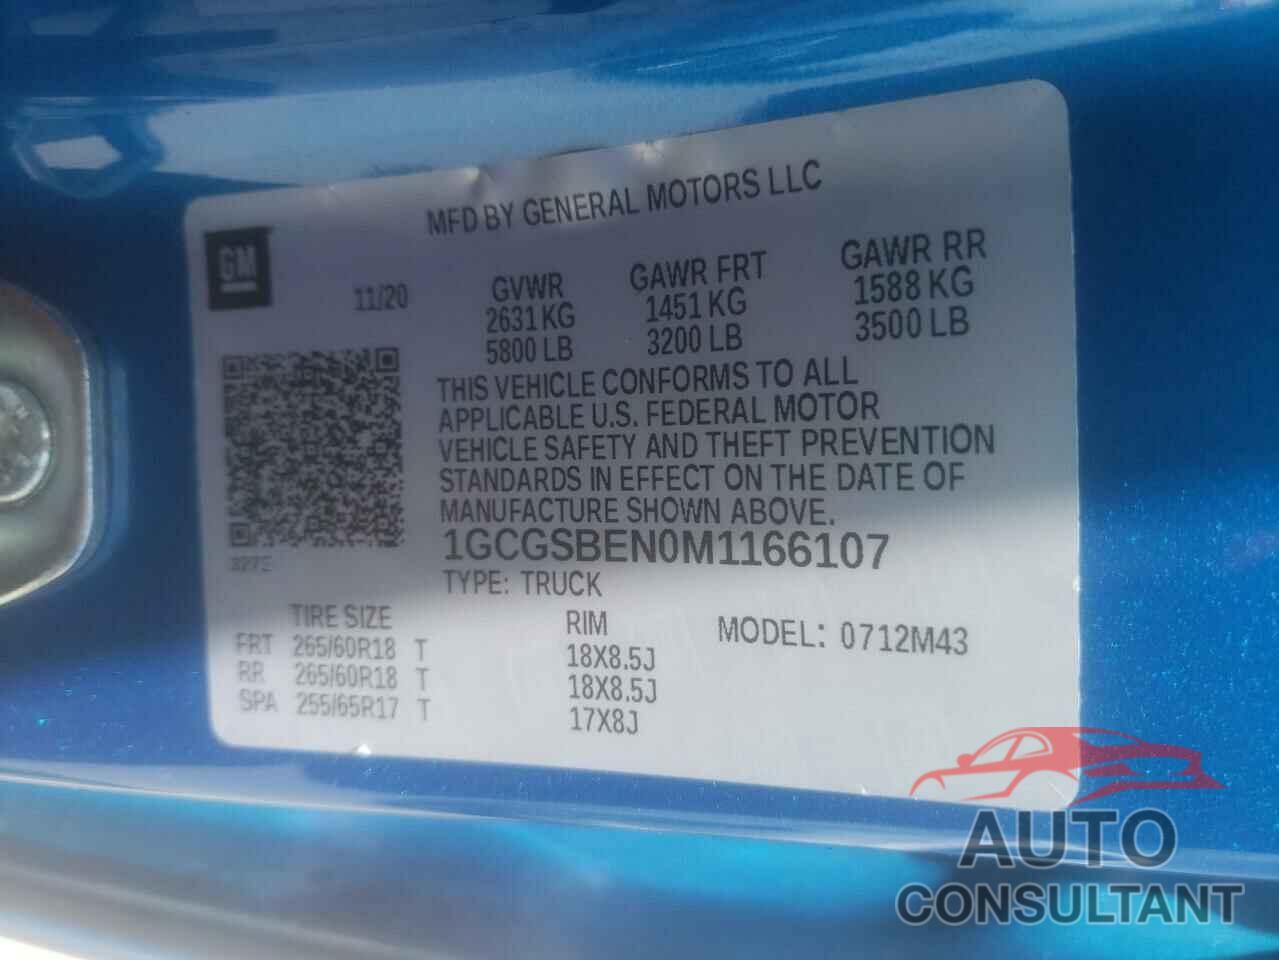 MFD BY GENERAL MOTORS LLC
GM
11/20 GVWR GAWR FRT GAWR RR
2631 KG 1451 KG 1588 KG
5800 LB 3200 LB 3500 LB
THIS VEHICLE CONFORMS TO ALL
APPLICABLE U.S. FEDERAL MOTOR
VEHICLE SAFETY AND THEFT PREVENTION
STANDARDS IN EFFECT ON THE DATE OF
MANUFACTURE SHOWN ABOVE.
1GCGSBEN0M1166107
TYPE: TRUCK
TIRE SIZE RIM MODEL: 0712M43
FRT 265/60R18 T 18X8.5J
RR 265/60R18 T 18X8.5J
SPA 255/65R17 T 17X8J
AUTO
CONSULTANT